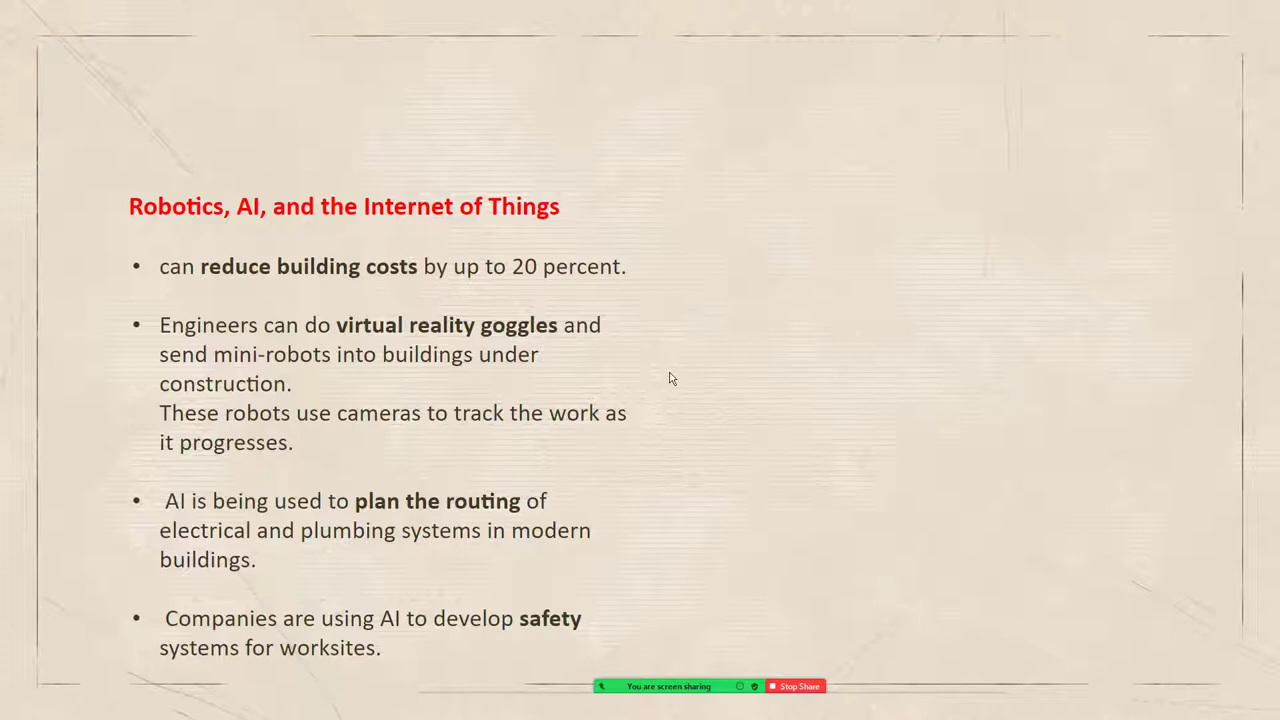 Robotics, AI, and the Internet of Things
• can reduce building costs by up to 20 percent.
• Engineers can do virtual reality goggles and
send mini-robots into buildings under
construction.
These robots use cameras to track the work as
it progresses.
• AI is being used to plan the routing of
electrical and plumbing systems in modern
buildings.
• Companies are using AI to develop safety
systems for worksites.
You are screen sharing Stop Share